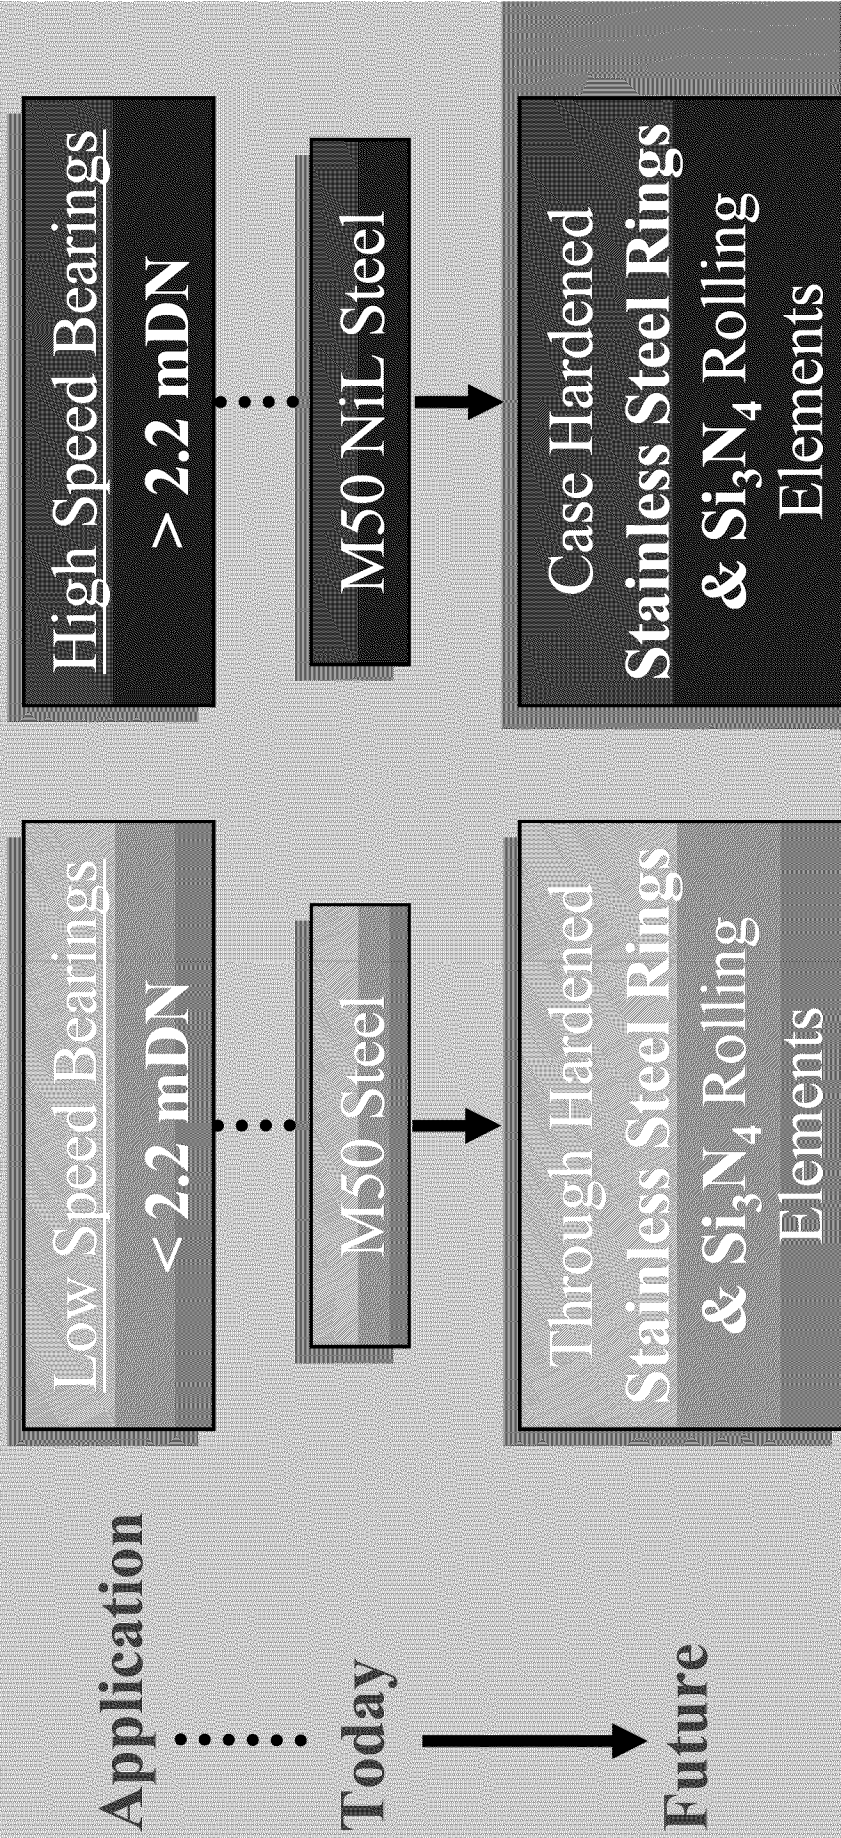 Application
Low Speed Bearings
< 2.2 mDN
High Speed Bearings
> 2.2 mDN
Today
M50 Steel
M50 NiL Steel
Future
Through Hardened
Stainless Steel Rings
& Si₃N₄ Rolling
Elements
Case Hardened
Stainless Steel Rings
& Si₃N₄ Rolling
Elements